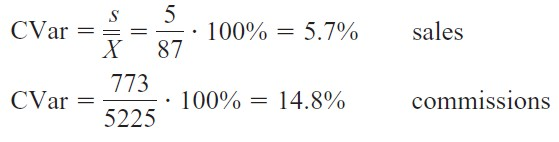 CVar = s/X̅ = 5/87 · 100% = 5.7% sales
CVar = 773/5225 · 100% = 14.8% commissions